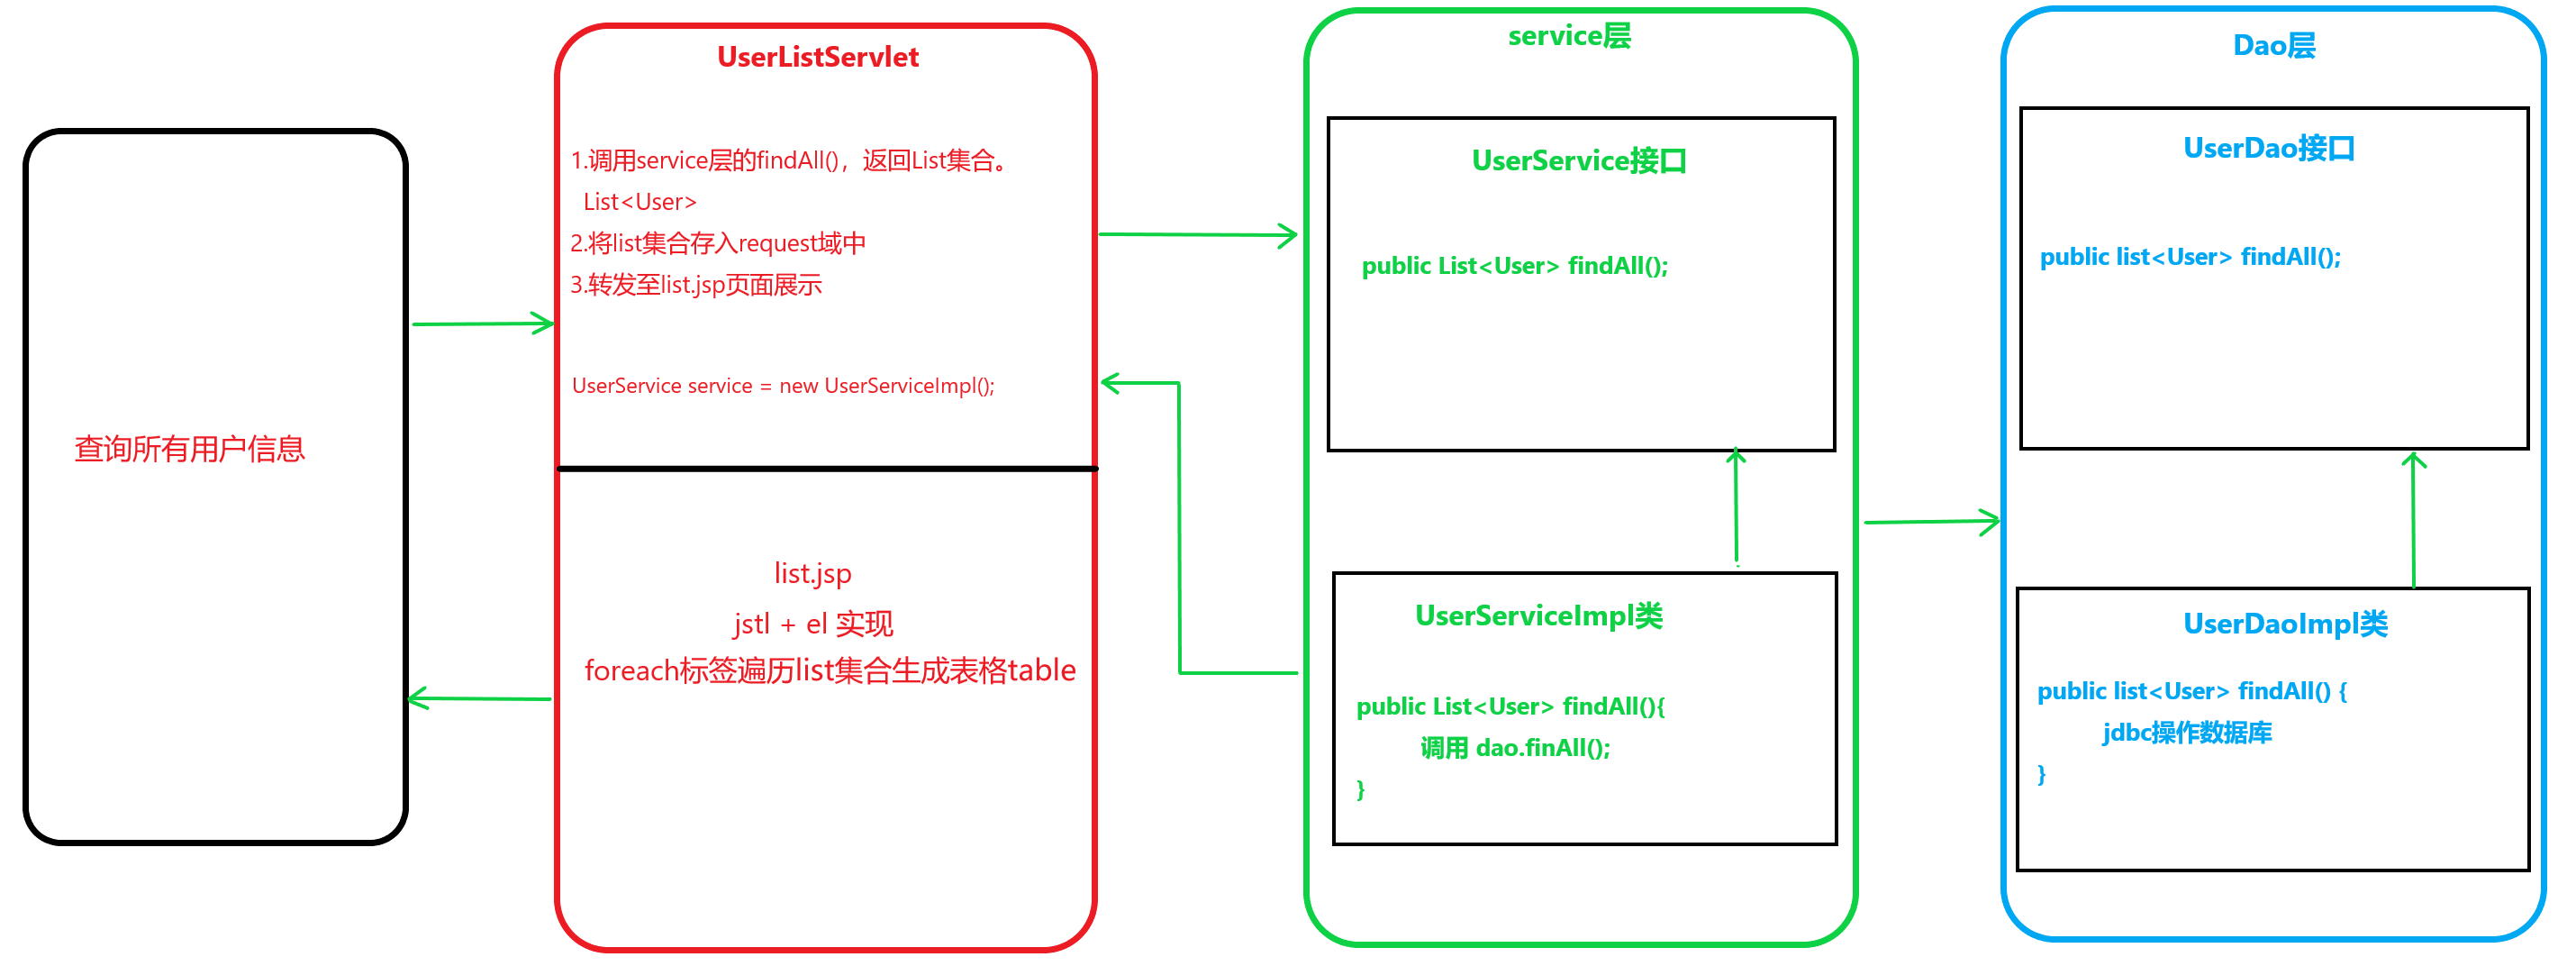 查询所有用户信息
UserListServlet
1.调用service层的findAll()，返回List集合。
List<User>
2.将list集合存入request域中
3.转发至list.jsp页面展示
UserService service = new UserServiceImpl();
list.jsp
jstl + el 实现
foreach标签遍历list集合生成表格table
service层
UserService接口
public List<User> findAll();
UserServiceImpl类
public List<User> findAll(){
调用 dao.finAll();
}
Dao层
UserDao接口
public list<User> findAll();
UserDaoImpl类
public list<User> findAll() {
jdbc操作数据库
}